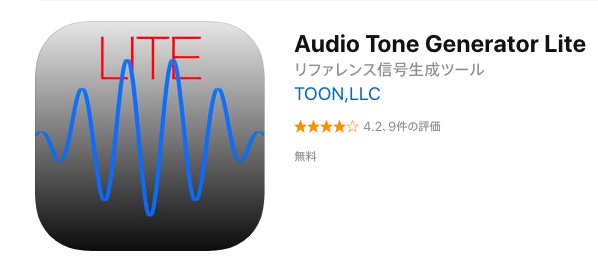 LITE
Audio Tone Generator Lite
リファレンス信号生成ツール
TOON,LLC
★★★★☆ 4.2、9件の評価
無料